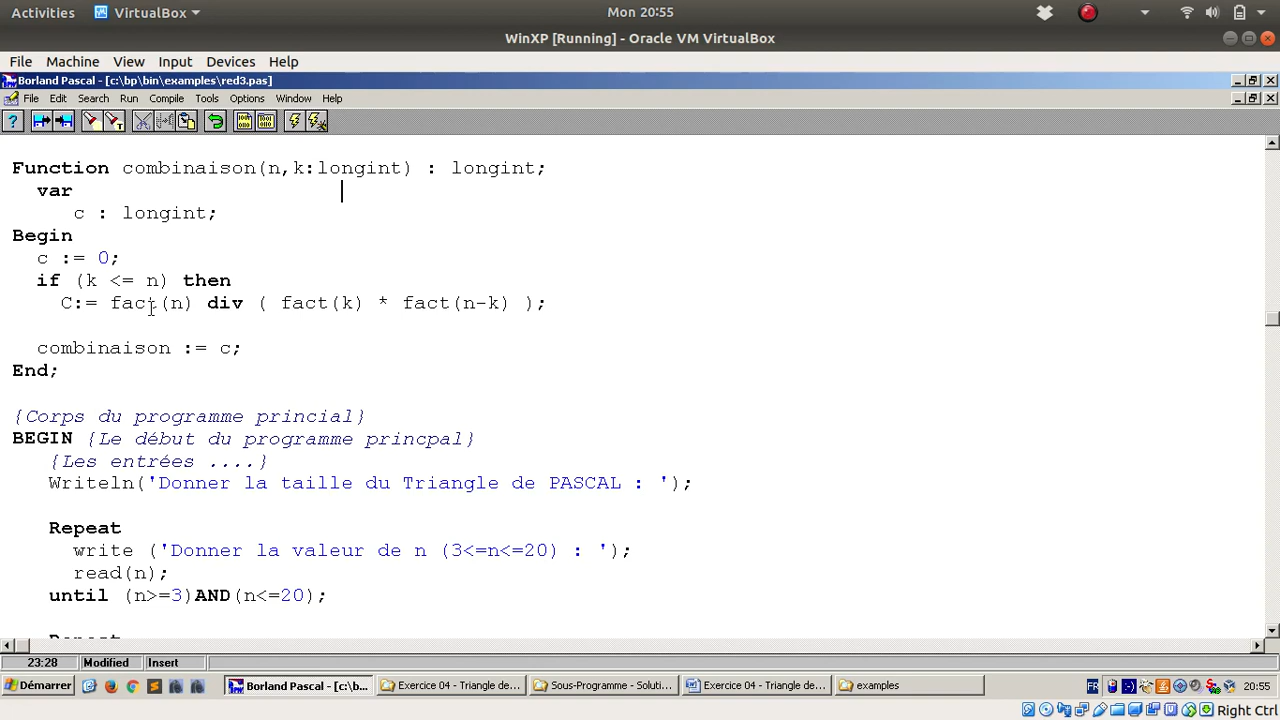 Activities VirtualBox Mon 20:55
WinXP [Running] - Oracle VM VirtualBox
File Machine View Input Devices Help
Borland Pascal - [c:\bp\bin\examples\red3.pas]
File Edit Search Run Compile Tools Options Window Help
Function combinaison(n,k:longint) : longint;
var
c : longint;
Begin
c := 0;
if (k <= n) then
C:= fact(n) div ( fact(k) * fact(n-k) );
combinaison := c;
End;
{Corps du programme princial}
BEGIN {Le début du programme princpal}
{Les entrées ....}
Writeln('Donner la taille du Triangle de PASCAL : ');
Repeat
write ('Donner la valeur de n (3<=n<=20) : ');
read(n);
until (n>=3)AND(n<=20);
Repeat
23:28 Modified Insert
Démarrer Borland Pascal - [c:\b... Exercice 04 - Triangle de... Sous-Programme - Soluti... Exercice 04 - Triangle de... examples FR 20:55
Right Ctrl